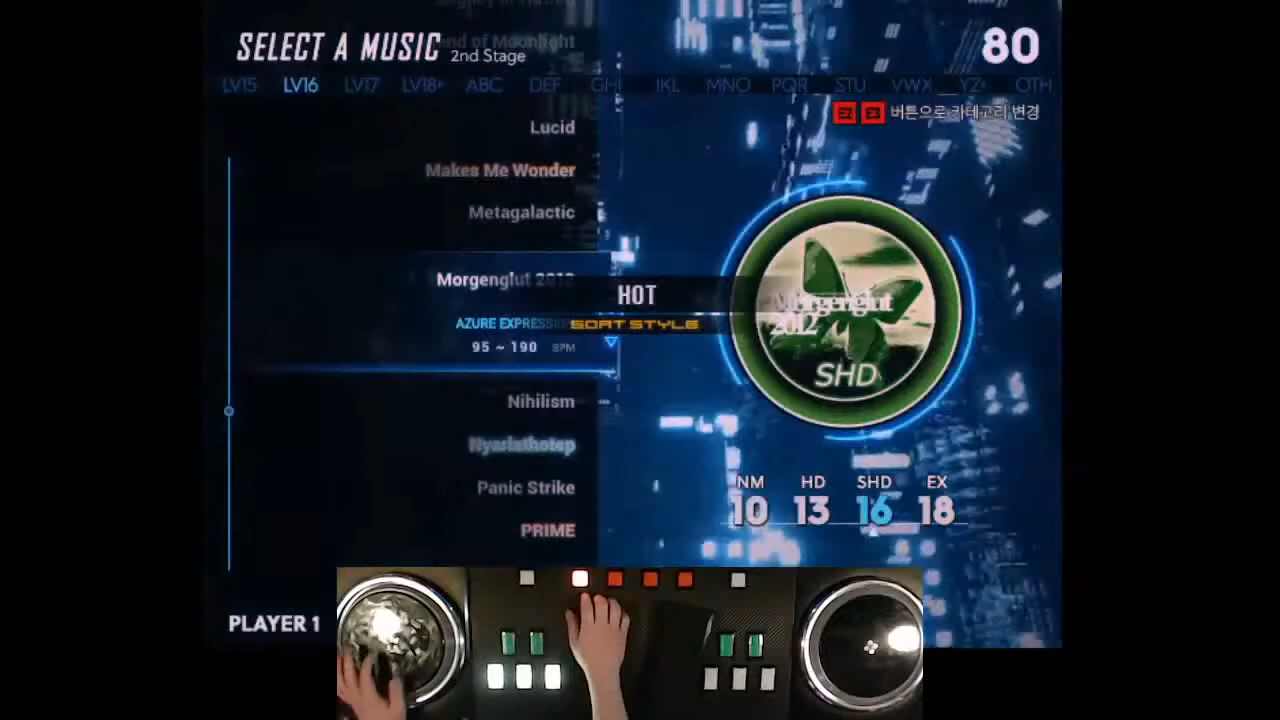 SELECT A MUSIC 2nd Stage
80
LV15 LV16 LV17 LV18+ ABC DEF GHI JKL MNO PQR STU VWX YZ+ OTH
E2 E3 버튼으로 카테고리 변경
Lucid
Makes Me Wonder
Metagalactic
Morgenglut 2012
HOT
AZURE EXPRESSI
SORT STYLE
95 ~ 190 BPM
Morgenglut
2012
SHD
Nihilism
Nyarlathotep
Panic Strike
PRIME
NM HD SHD EX
10 13 16 18
PLAYER 1